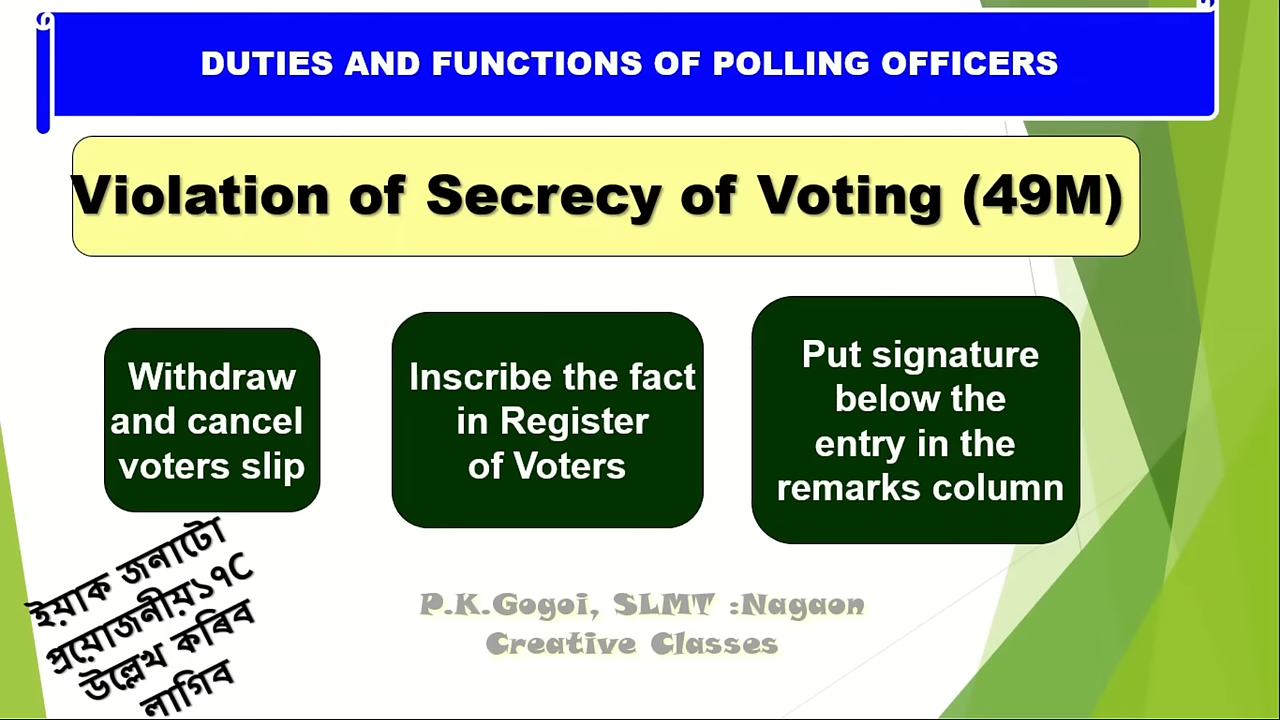 DUTIES AND FUNCTIONS OF POLLING OFFICERS
Violation of Secrecy of Voting (49M)
Withdraw
and cancel
voters slip
Inscribe the fact
in Register
of Voters
Put signature
below the
entry in the
remarks column
ইয়াক জনাটো
প্ৰয়োজনীয়১৭C
উল্লেখ কৰিব
লাগিব
P.K.Gogoi, SLMT :Nagaon
Creative Classes